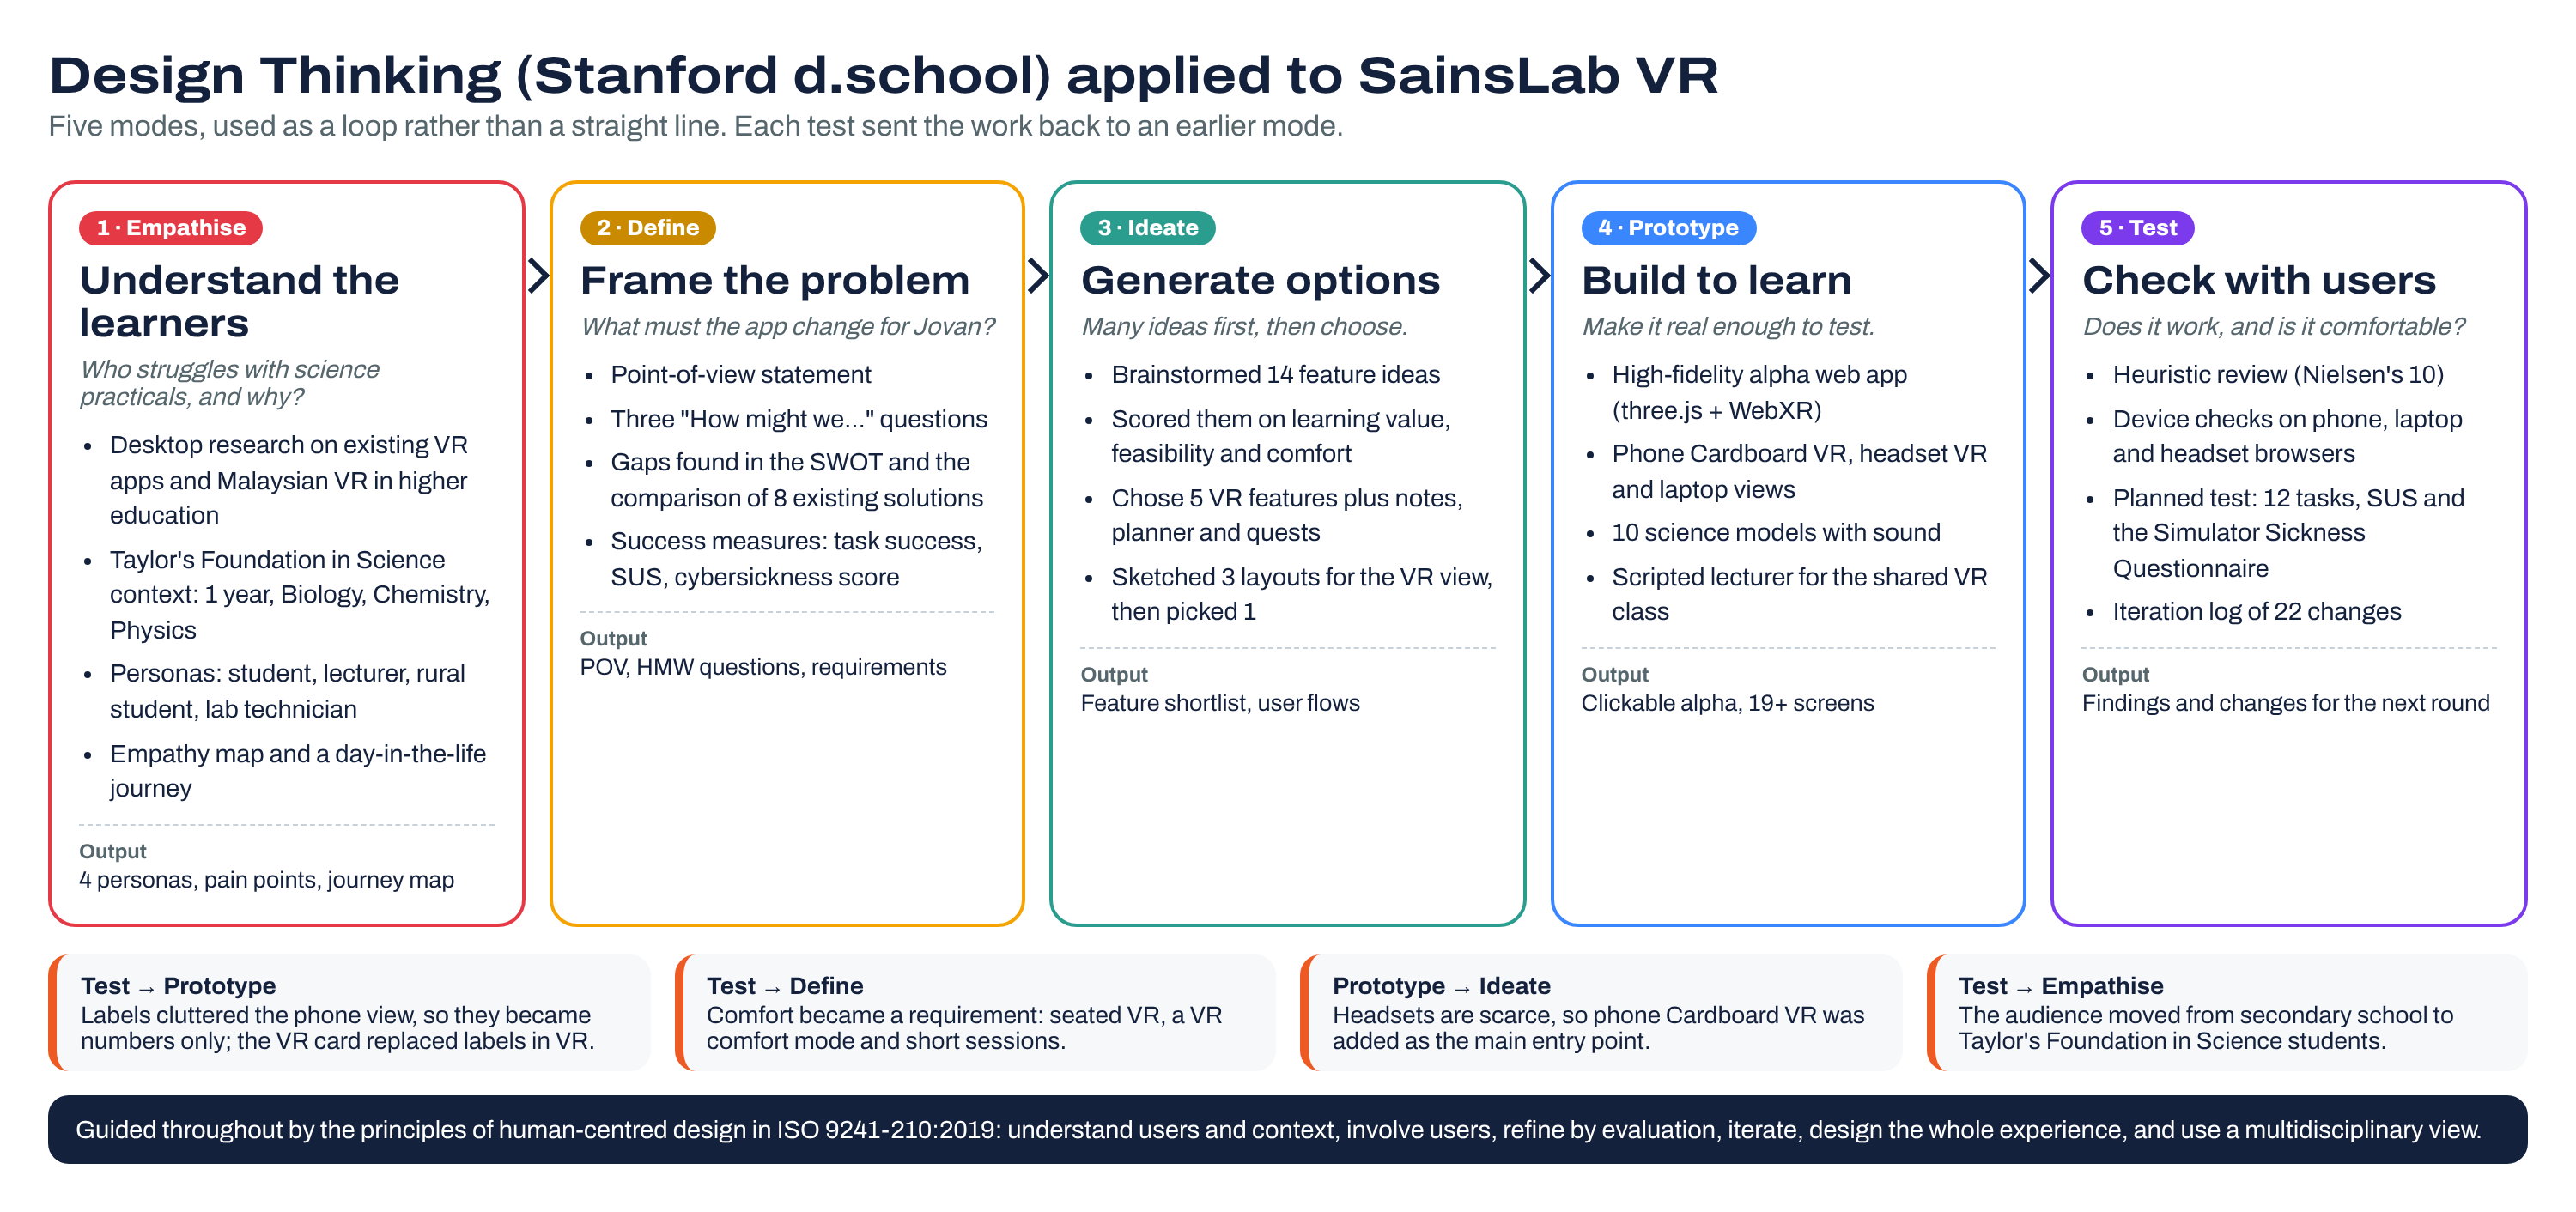 Design Thinking (Stanford d.school) applied to SainsLab VR
Five modes, used as a loop rather than a straight line. Each test sent the work back to an earlier mode.
1 · Empathise
Understand the
learners
Who struggles with science
practicals, and why?
• Desktop research on existing VR
apps and Malaysian VR in higher
education
• Taylor's Foundation in Science
context: 1 year, Biology, Chemistry,
Physics
• Personas: student, lecturer, rural
student, lab technician
• Empathy map and a day-in-the-life
journey
Output
4 personas, pain points, journey map
2 · Define
Frame the problem
What must the app change for Jovan?
• Point-of-view statement
• Three "How might we..." questions
• Gaps found in the SWOT and the
comparison of 8 existing solutions
• Success measures: task success,
SUS, cybersickness score
Output
POV, HMW questions, requirements
3 · Ideate
Generate options
Many ideas first, then choose.
• Brainstormed 14 feature ideas
• Scored them on learning value,
feasibility and comfort
• Chose 5 VR features plus notes,
planner and quests
• Sketched 3 layouts for the VR view,
then picked 1
Output
Feature shortlist, user flows
4 · Prototype
Build to learn
Make it real enough to test.
• High-fidelity alpha web app
(three.js + WebXR)
• Phone Cardboard VR, headset VR
and laptop views
• 10 science models with sound
• Scripted lecturer for the shared VR
class
Output
Clickable alpha, 19+ screens
5 · Test
Check with users
Does it work, and is it comfortable?
• Heuristic review (Nielsen's 10)
• Device checks on phone, laptop
and headset browsers
• Planned test: 12 tasks, SUS and
the Simulator Sickness
Questionnaire
• Iteration log of 22 changes
Output
Findings and changes for the next round
Test → Prototype
Labels cluttered the phone view, so they became
numbers only; the VR card replaced labels in VR.
Test → Define
Comfort became a requirement: seated VR, a VR
comfort mode and short sessions.
Prototype → Ideate
Headsets are scarce, so phone Cardboard VR was
added as the main entry point.
Test → Empathise
The audience moved from secondary school to
Taylor's Foundation in Science students.
Guided throughout by the principles of human-centred design in ISO 9241-210:2019: understand users and context, involve users, refine by evaluation, iterate, design the whole experience, and use a multidisciplinary view.